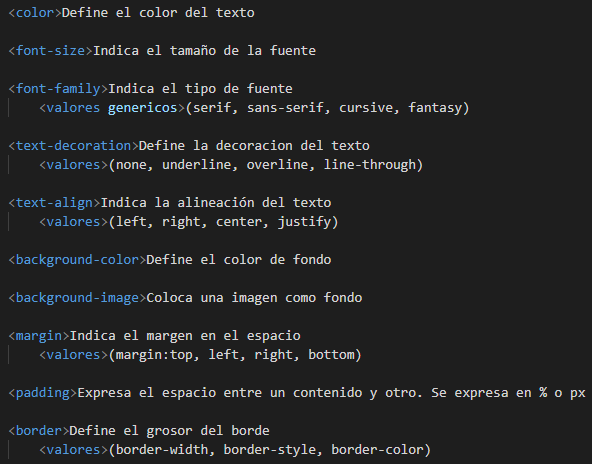 <color>Define el color del texto
<font-size>Indica el tamaño de la fuente
<font-family>Indica el tipo de fuente
<valores genericos>(serif, sans-serif, cursive, fantasy)
<text-decoration>Define la decoracion del texto
<valores>(none, underline, overline, line-through)
<text-align>Indica la alineación del texto
<valores>(left, right, center, justify)
<background-color>Define el color de fondo
<background-image>Coloca una imagen como fondo
<margin>Indica el margen en el espacio
<valores>(margin:top, left, right, bottom)
<padding>Expresa el espacio entre un contenido y otro. Se expresa en % o px
<border>Define el grosor del borde
<valores>(border-width, border-style, border-color)